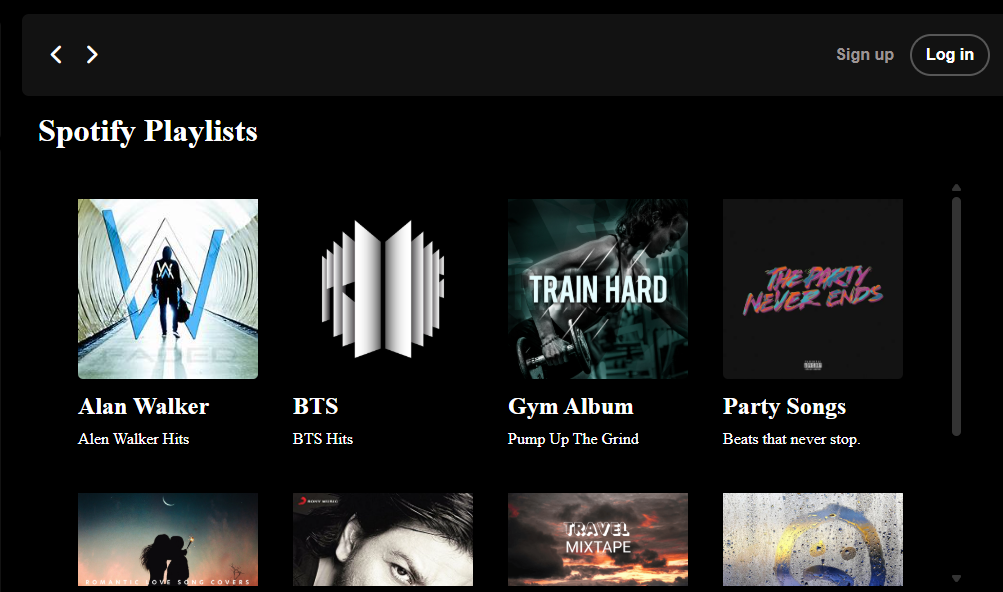 Sign up
Log in
Spotify Playlists
W
FADED
TRAIN HARD
THE PARTY
NEVER ENDS
Alan Walker
BTS
Gym Album
Party Songs
Alen Walker Hits
BTS Hits
Pump Up The Grind
Beats that never stop.
ROMANTIC LOVE SONG COVERS
SONY MUSIC
TRAVEL
MIXTAPE